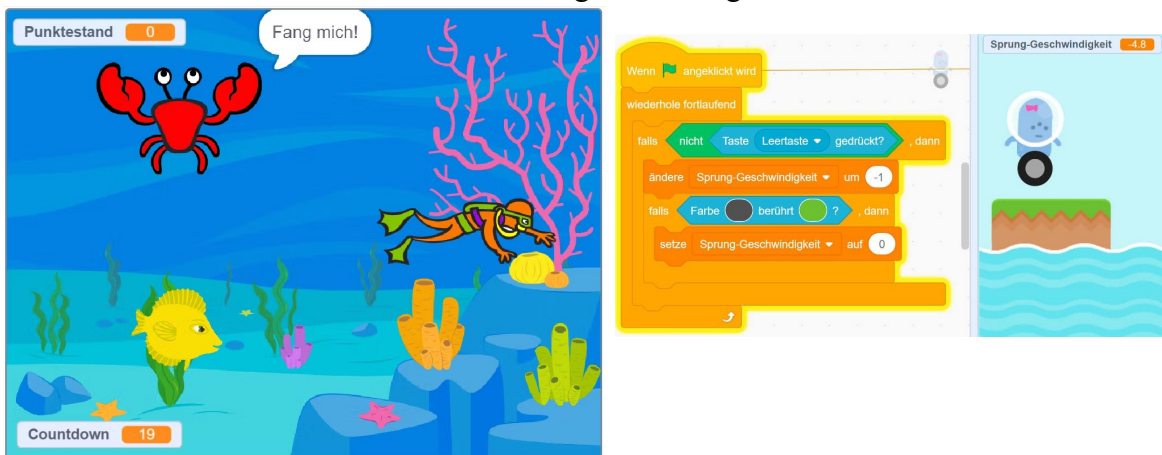 Punktestand 0
Fang mich!
Countdown 19
Wenn angeklickt wird
wiederhole fortlaufend
falls nicht Taste Leertaste gedrückt? , dann
ändere Sprung-Geschwindigkeit um -1
falls Farbe berührt ? , dann
setze Sprung-Geschwindigkeit auf 0
Sprung-Geschwindigkeit -4.8